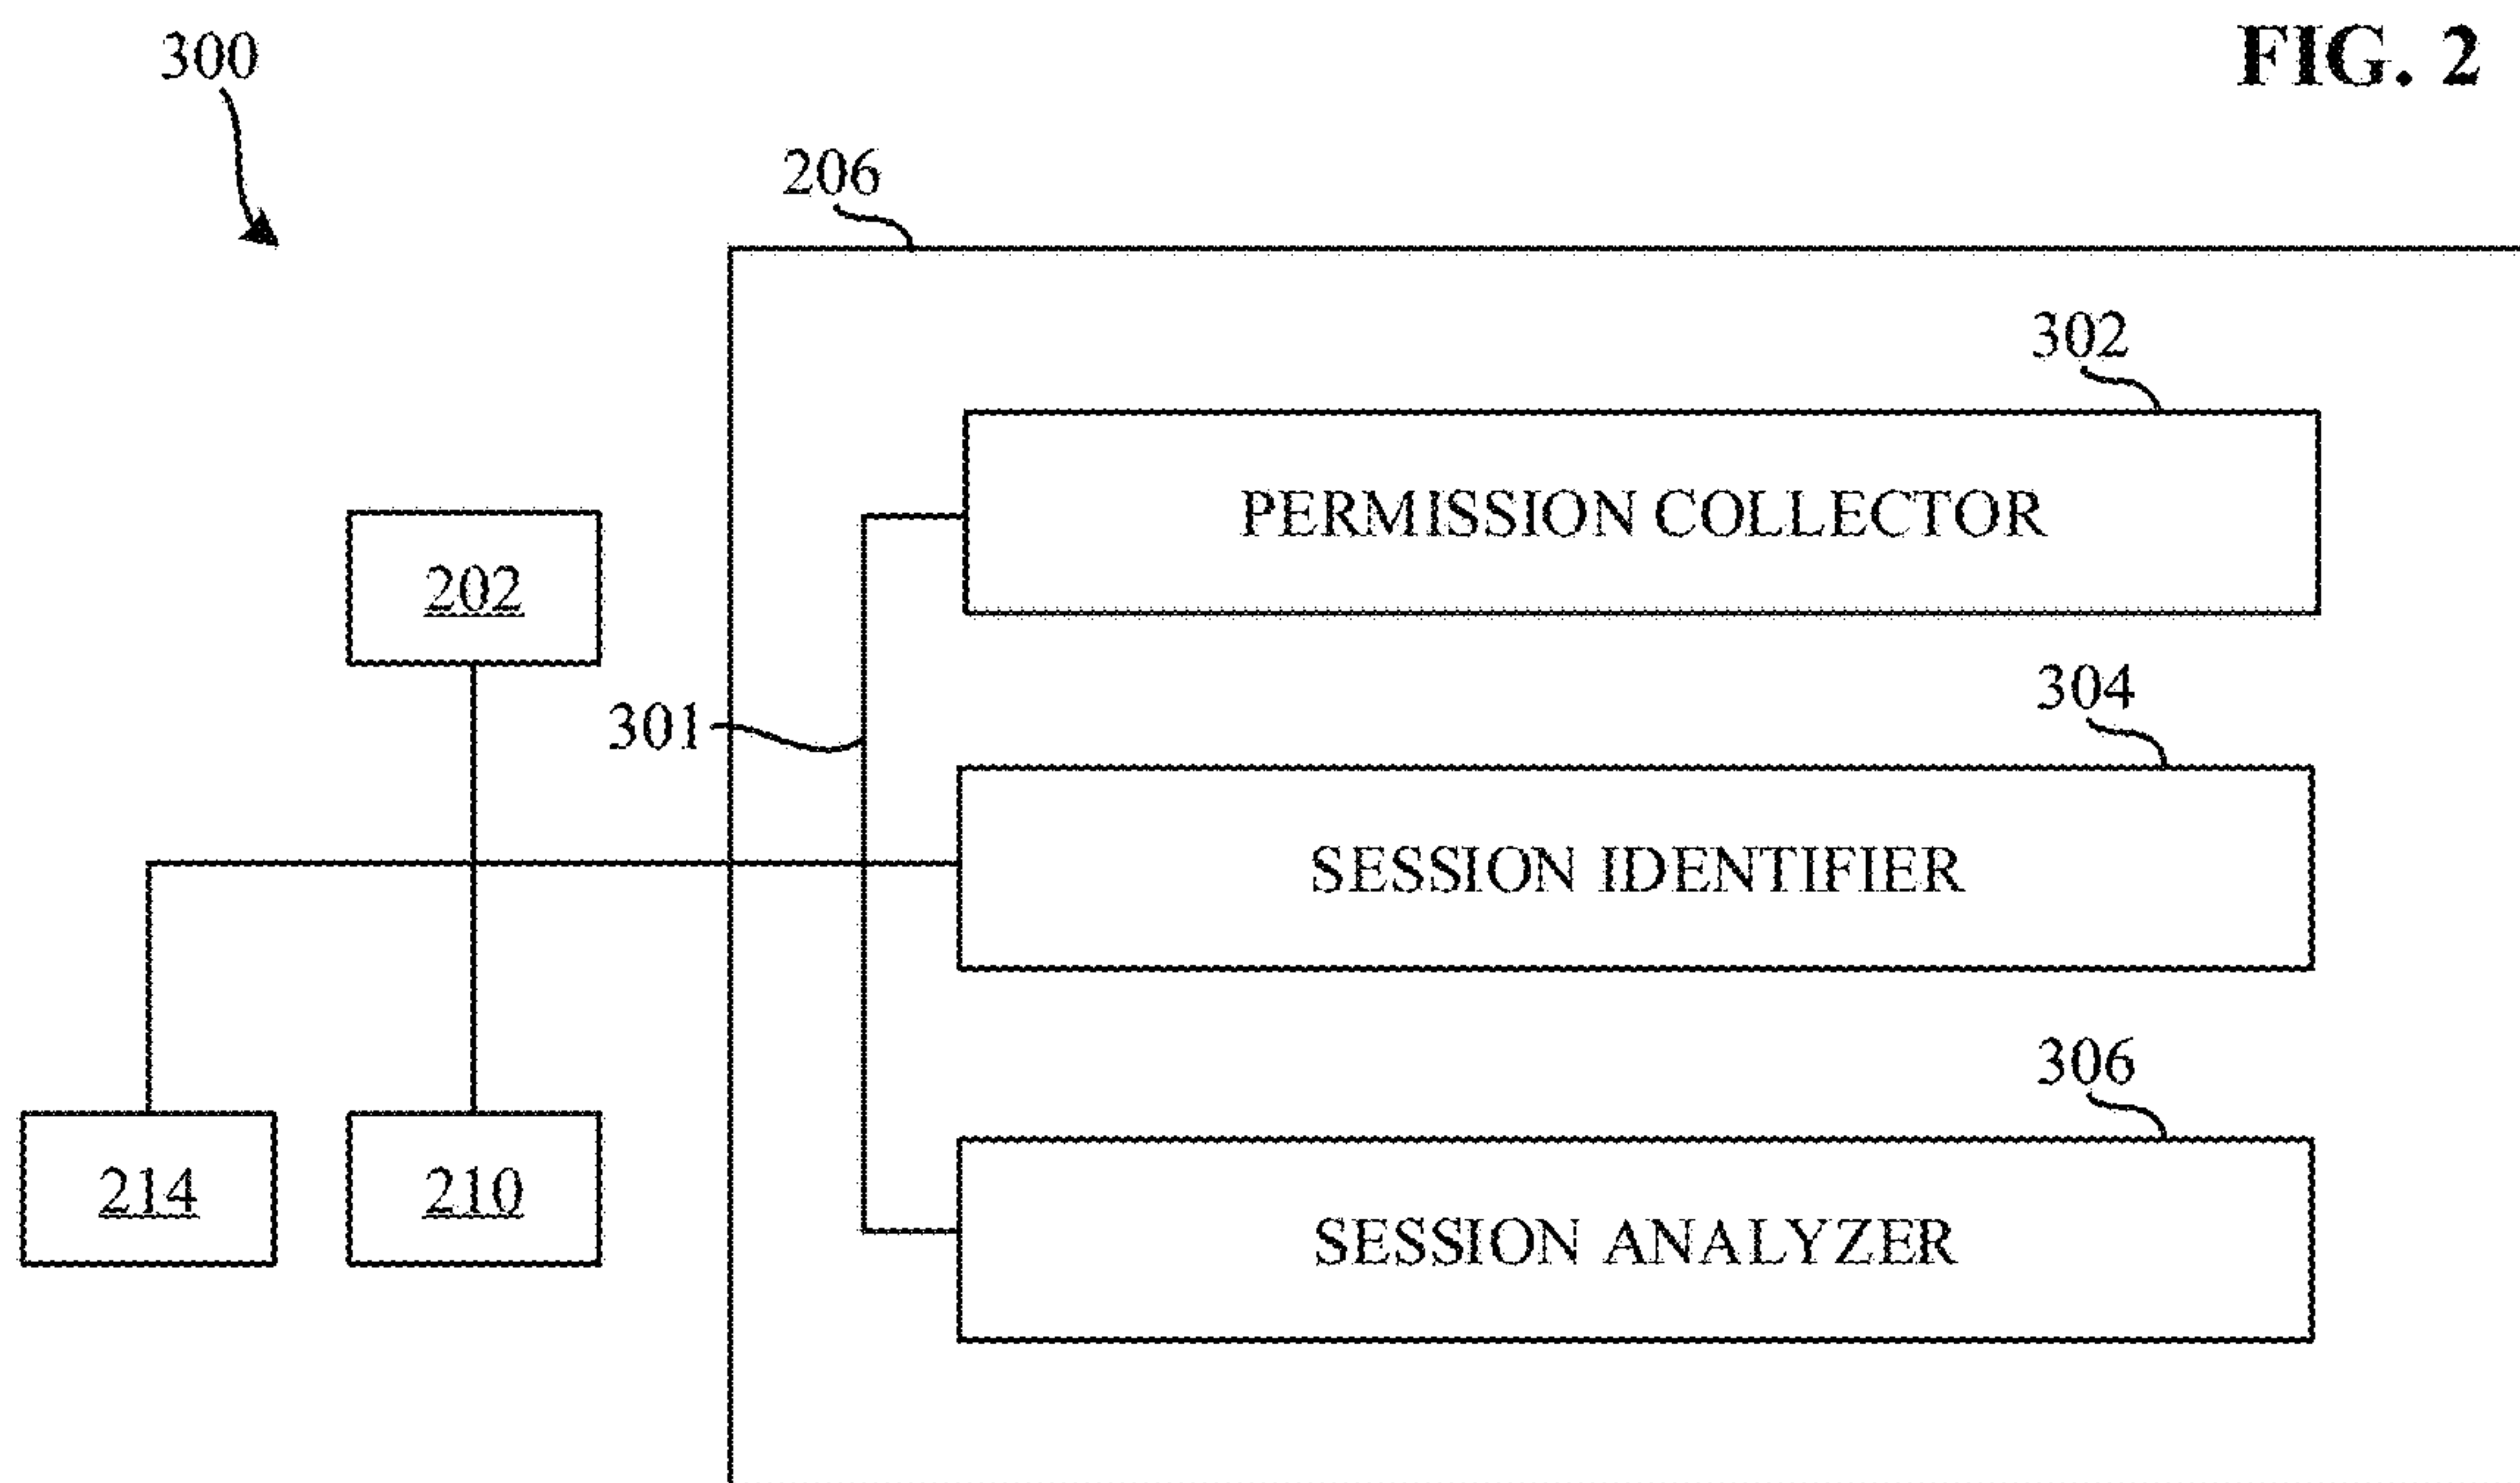 300
FIG. 2
206
302
PERMISSION COLLECTOR
202
301
304
SESSION IDENTIFIER
306
214
210
SESSION ANALYZER